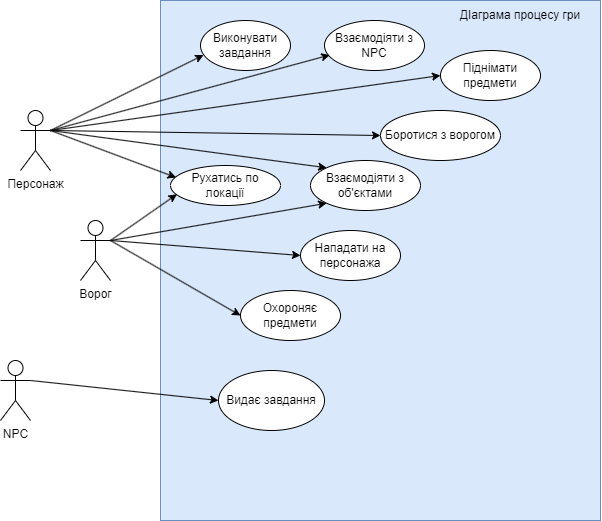 ДІаграма процесу гри
Виконувати
завдання
Взаємодіяти з
NPC
Піднімати
предмети
Боротися з ворогом
Персонаж
Рухатись по
локації
Взаємодіяти з
об'єктами
Нападати на
персонажа
Ворог
Охороняє
предмети
Видає завдання
NPC